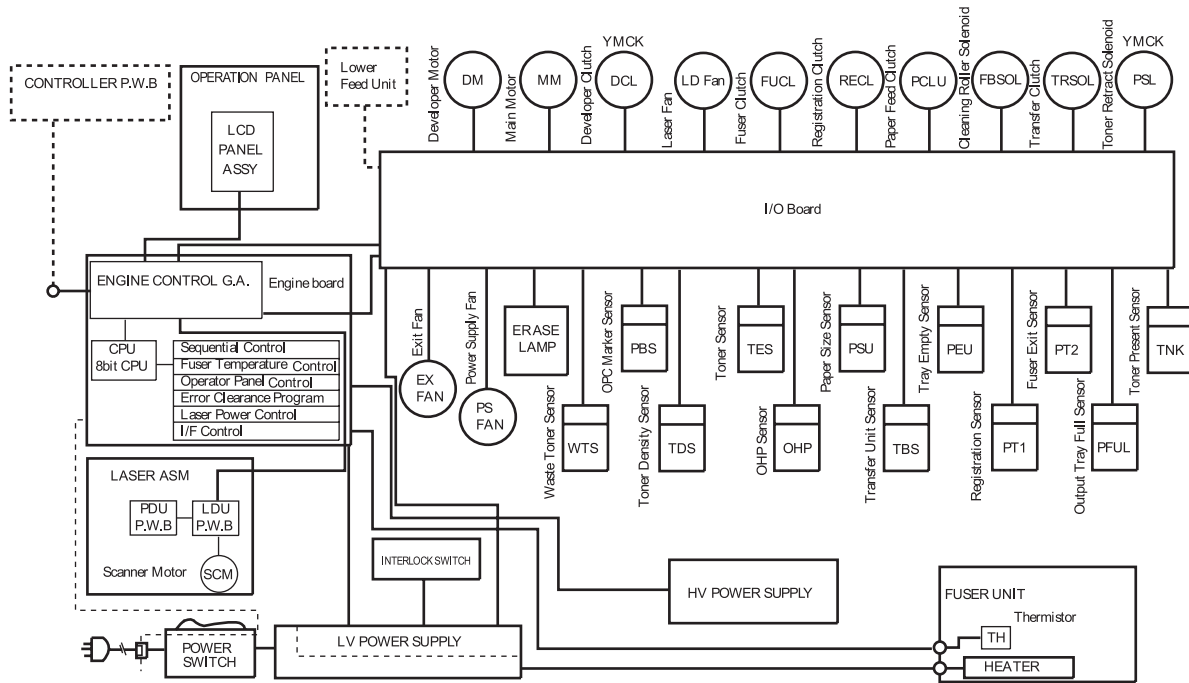 CONTROLLER P.W.B
OPERATION PANEL
LCD
PANEL
ASSY
Lower
Feed Unit
Developer Motor
DM
Main Motor
MM
Developer Clutch
YMCK
DCL
Laser Fan
LD Fan
Fuser Clutch
FUCL
Registration Clutch
RECL
Paper Feed Clutch
PCLU
Cleaning Roller Solenoid
FBSOL
Transfer Clutch
TRSOL
Toner Retract Solenoid
YMCK
PSL
I/O Board
ENGINE CONTROL G.A.
Engine board
CPU
8bit CPU
Sequential Control
Fuser Temperature Control
Operator Panel Control
Error Clearance Program
Laser Power Control
I/F Control
Exit Fan
EX
FAN
Power Supply Fan
PS
FAN
ERASE
LAMP
Waste Toner Sensor
WTS
OPC Marker Sensor
PBS
Toner Density Sensor
TDS
Toner Sensor
TES
OHP Sensor
OHP
Paper Size Sensor
PSU
Transfer Unit Sensor
TBS
Tray Empty Sensor
PEU
Registration Sensor
PT1
Fuser Exit Sensor
PT2
Output Tray Full Sensor
PFUL
Toner Present Sensor
TNK
LASER ASM
PDU
P.W.B
LDU
P.W.B
Scanner Motor
SCM
INTERLOCK SWITCH
HV POWER SUPPLY
FUSER UNIT
Thermistor
TH
HEATER
POWER
SWITCH
LV POWER SUPPLY